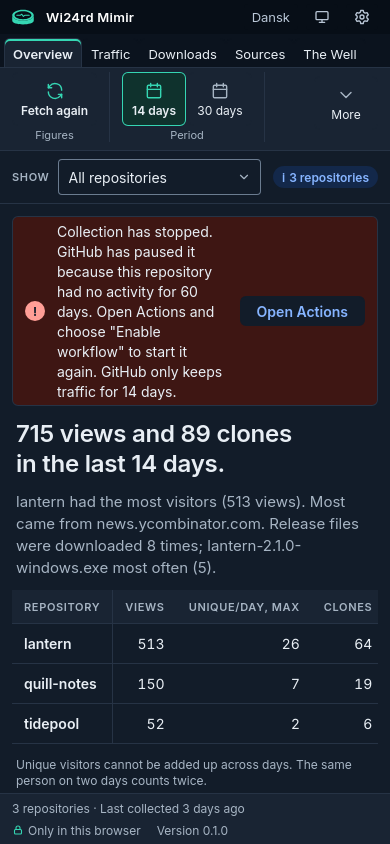 Wi24rd Mimir
Dansk
Overview Traffic Downloads Sources The Well
Fetch again 14 days 30 days More
Figures Period
SHOW All repositories i 3 repositories
Collection has stopped.
GitHub has paused it
because this repository
had no activity for 60
days. Open Actions and
choose "Enable
workflow" to start it
again. GitHub only keeps
traffic for 14 days.
! Open Actions
715 views and 89 clones
in the last 14 days.
lantern had the most visitors (513 views). Most
came from news.ycombinator.com. Release files
were downloaded 8 times; lantern-2.1.0-
windows.exe most often (5).
REPOSITORY VIEWS UNIQUE/DAY, MAX CLONES
lantern 513 26 64
quill-notes 150 7 19
tidepool 52 2 6
Unique visitors cannot be added up across days. The same
person on two days counts twice.
3 repositories · Last collected 3 days ago
Only in this browser Version 0.1.0